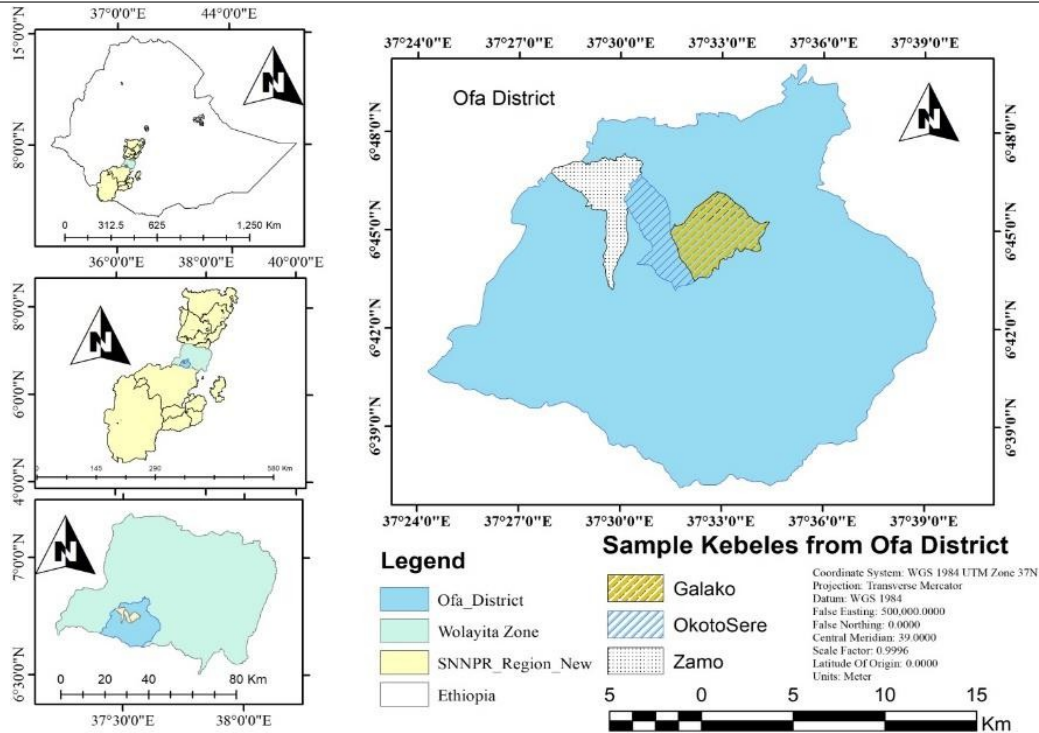 37°0'0"E 44°0'0"E
15°0'0"N
8°0'0"N
N
0 312.5 625 1,250 Km
36°0'0"E 38°0'0"E 40°0'0"E
8°0'0"N
6°0'0"N
4°0'0"N
N
0 145 290 580 Km
7°0'0"N
6°30'0"N
N
0 20 40 80 Km
37°30'0"E 38°0'0"E
37°24'0"E 37°27'0"E 37°30'0"E 37°33'0"E 37°36'0"E 37°39'0"E
Ofa District
N
6°48'0"N 6°48'0"N
6°45'0"N 6°45'0"N
6°42'0"N 6°42'0"N
6°39'0"N 6°39'0"N
37°24'0"E 37°27'0"E 37°30'0"E 37°33'0"E 37°36'0"E 37°39'0"E
Legend
Ofa_District
Wolayita Zone
SNNPR_Region_New
Ethiopia
Sample Kebeles from Ofa District
Galako
OkotoSere
Zamo
Coordinate System: WGS 1984 UTM Zone 37N
Projection: Transverse Mercator
Datum: WGS 1984
False Easting: 500,000.0000
False Northing: 0.0000
Central Meridian: 39.0000
Scale Factor: 0.9996
Latitude Of Origin: 0.0000
Units: Meter
5 0 5 10 15
Km